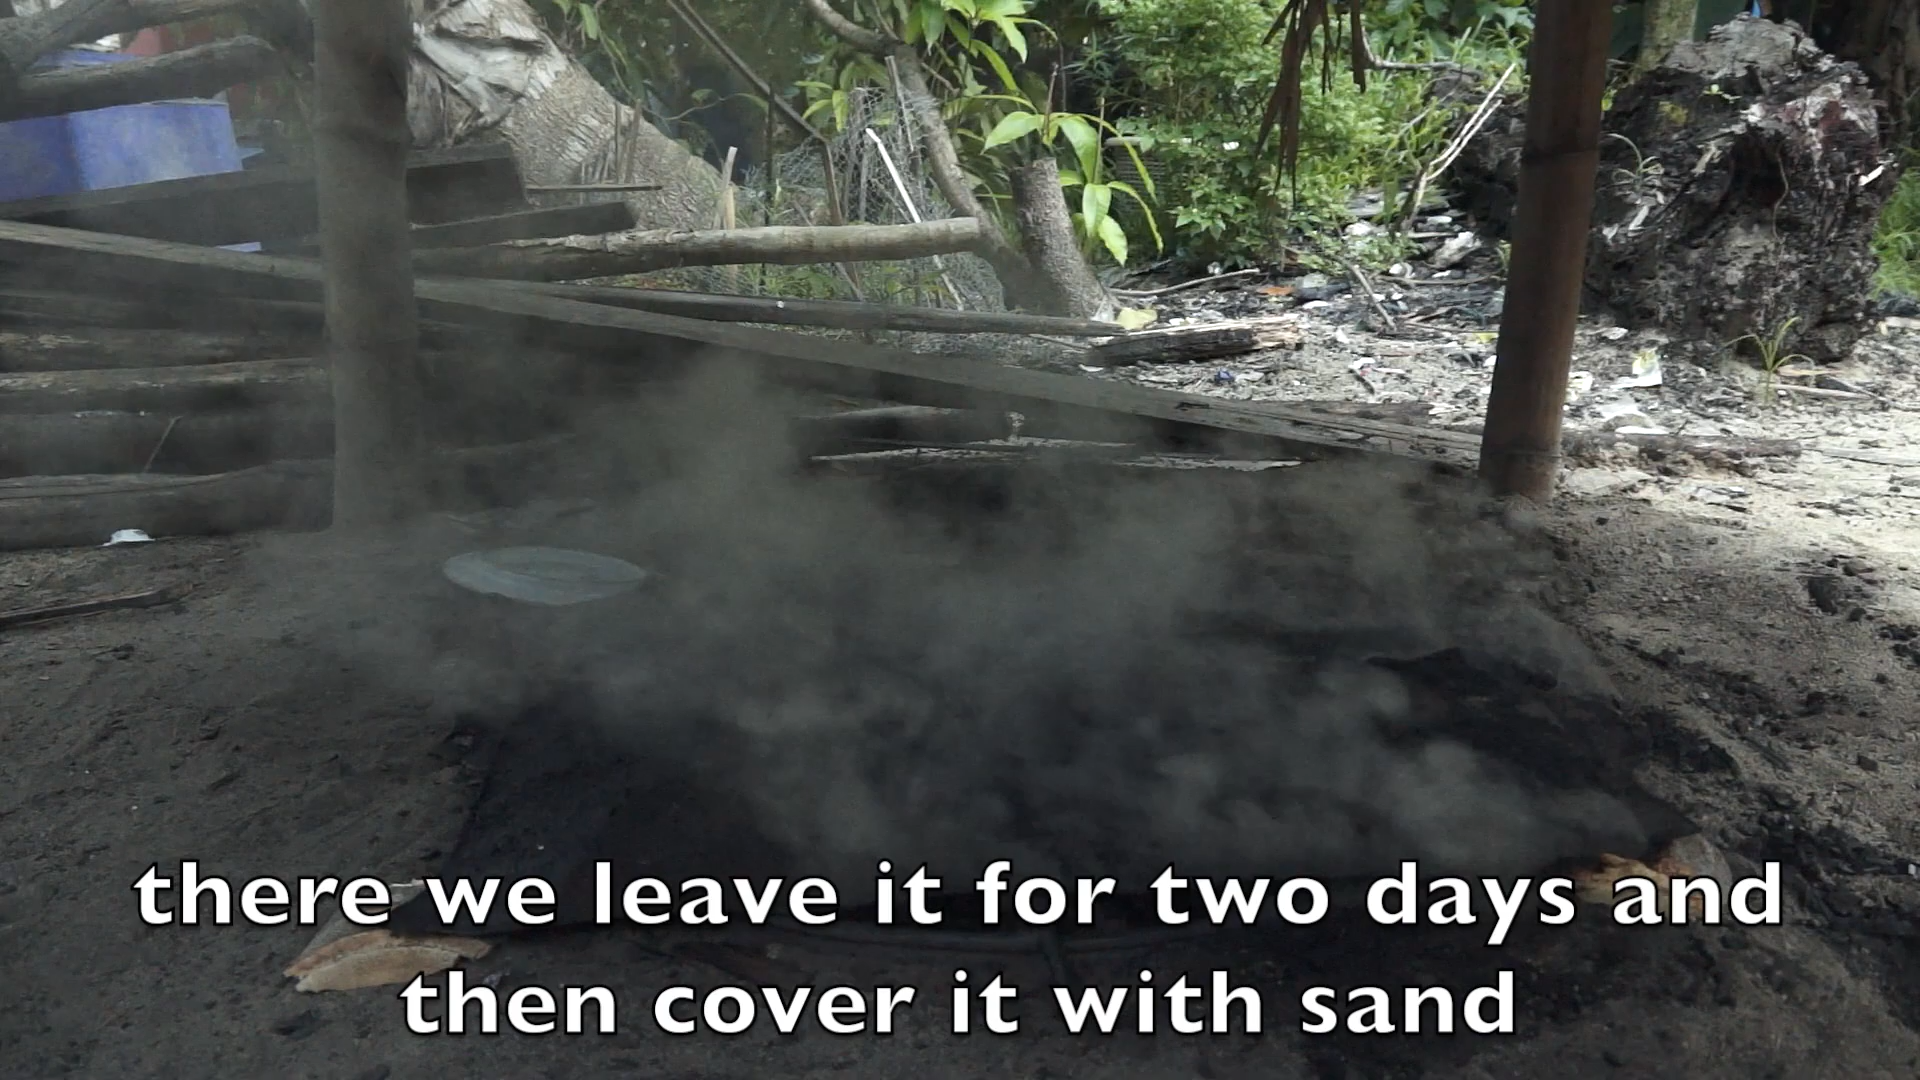 there we leave it for two days and
then cover it with sand